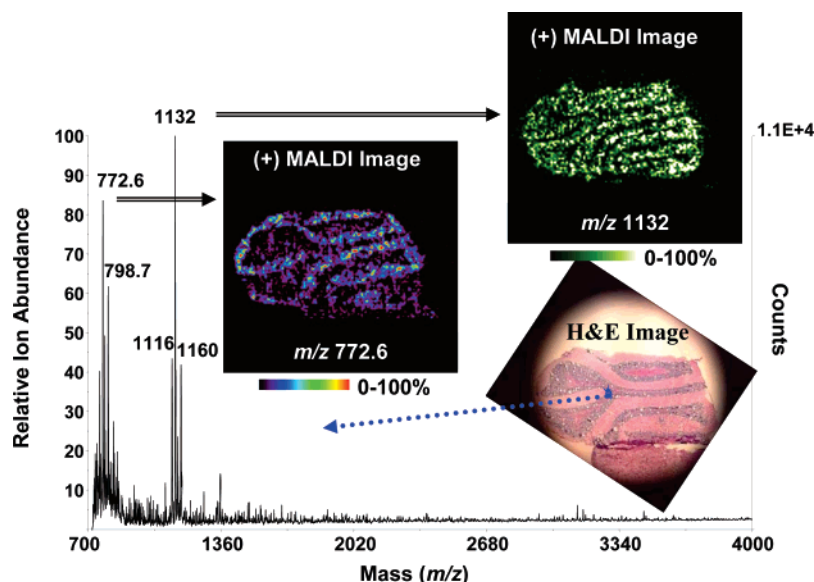 (+) MALDI Image
m/z 1132
0-100%
1132
1.1E+4
100
90
80
70
60
50
40
30
20
10
Relative Ion Abundance
772.6
798.7
1116
1160
(+) MALDI Image
m/z 772.6
0-100%
H&E Image
Counts
700
1360
2020
2680
3340
4000
Mass (m/z)